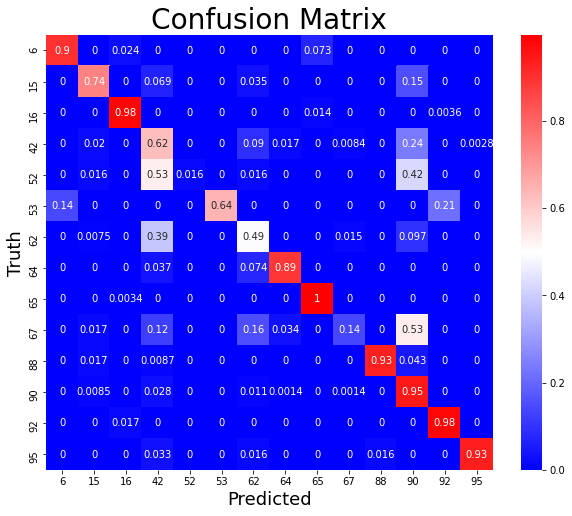 Confusion Matrix
6 0.9 0 0.024 0 0 0 0 0 0.073 0 0 0 0 0
15 0 0.74 0 0.069 0 0 0.035 0 0 0 0 0.15 0 0
16 0 0 0.98 0 0 0 0 0 0.014 0 0 0 0.0036 0
42 0 0.02 0 0.62 0 0 0.09 0.017 0 0.0084 0 0.24 0 0.0028
52 0 0.016 0 0.53 0.016 0 0.016 0 0 0 0 0.42 0 0
53 0.14 0 0 0 0 0.64 0 0 0 0 0 0 0.21 0
62 0 0.0075 0 0.39 0 0 0.49 0 0 0.015 0 0.097 0 0
64 0 0 0 0.037 0 0 0.074 0.89 0 0 0 0 0 0
65 0 0 0.0034 0 0 0 0 0 1 0 0 0 0 0
67 0 0.017 0 0.12 0 0 0.16 0.034 0 0.14 0 0.53 0 0
88 0 0.017 0 0.0087 0 0 0 0 0 0 0.93 0.043 0 0
90 0 0.0085 0 0.028 0 0 0.011 0.0014 0 0.0014 0 0.95 0 0
92 0 0 0.017 0 0 0 0 0 0 0 0 0 0.98 0
95 0 0 0 0.033 0 0 0.016 0 0 0 0.016 0 0 0.93
6 15 16 42 52 53 62 64 65 67 88 90 92 95
Truth
Predicted
0.8
0.6
0.4
0.2
0.0